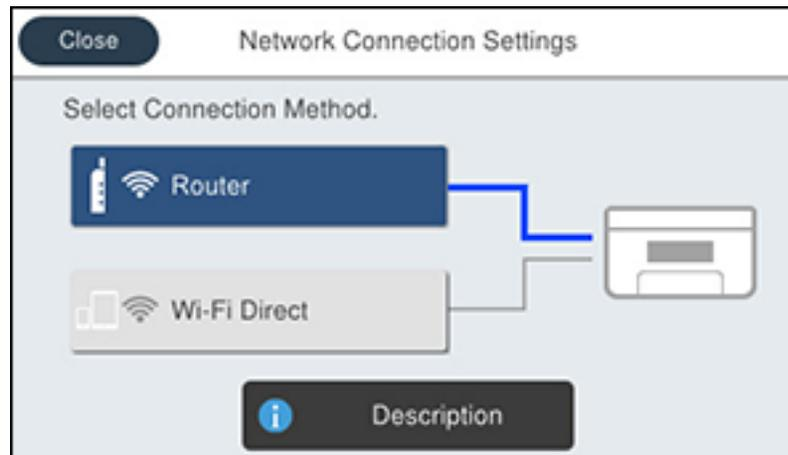 Close
Network Connection Settings
Select Connection Method.
Router
Wi-Fi Direct
Description